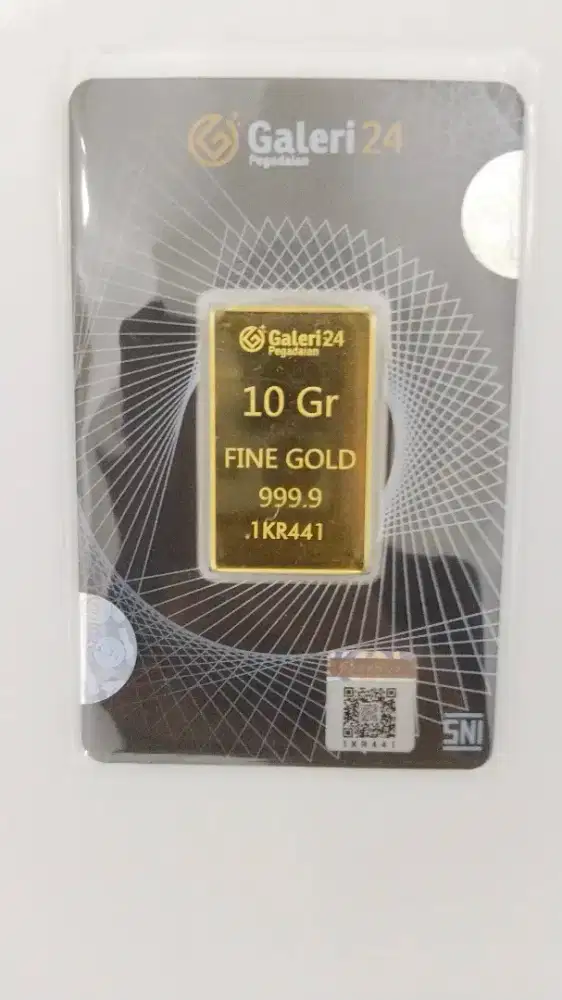 Galeri 24
Pegadaian
Galeri24
Pegadaian
10 Gr
FINE GOLD
999.9
1KR441
1KR441
SNI